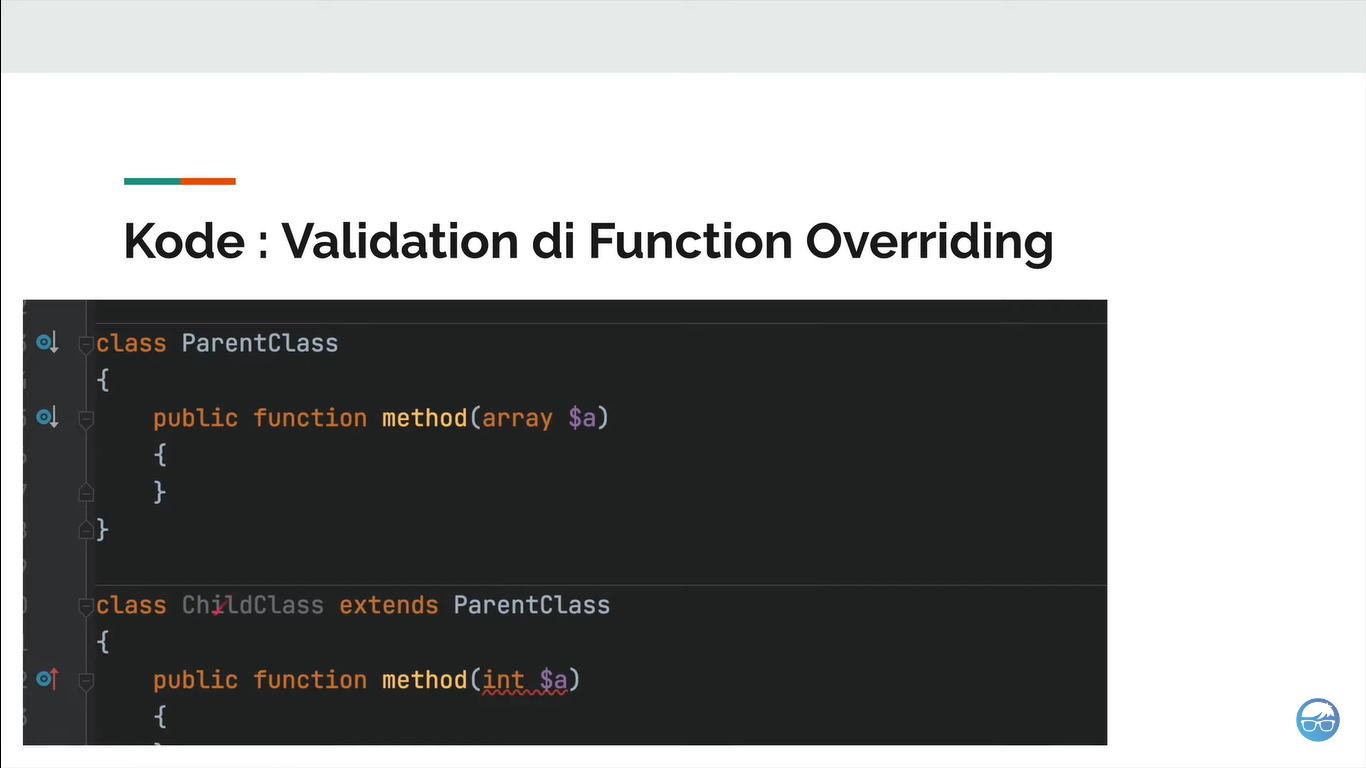 Kode : Validation di Function Overriding
class ParentClass
{
public function method(array $a)
{
}
}
class ChildClass extends ParentClass
{
public function method(int $a)
{